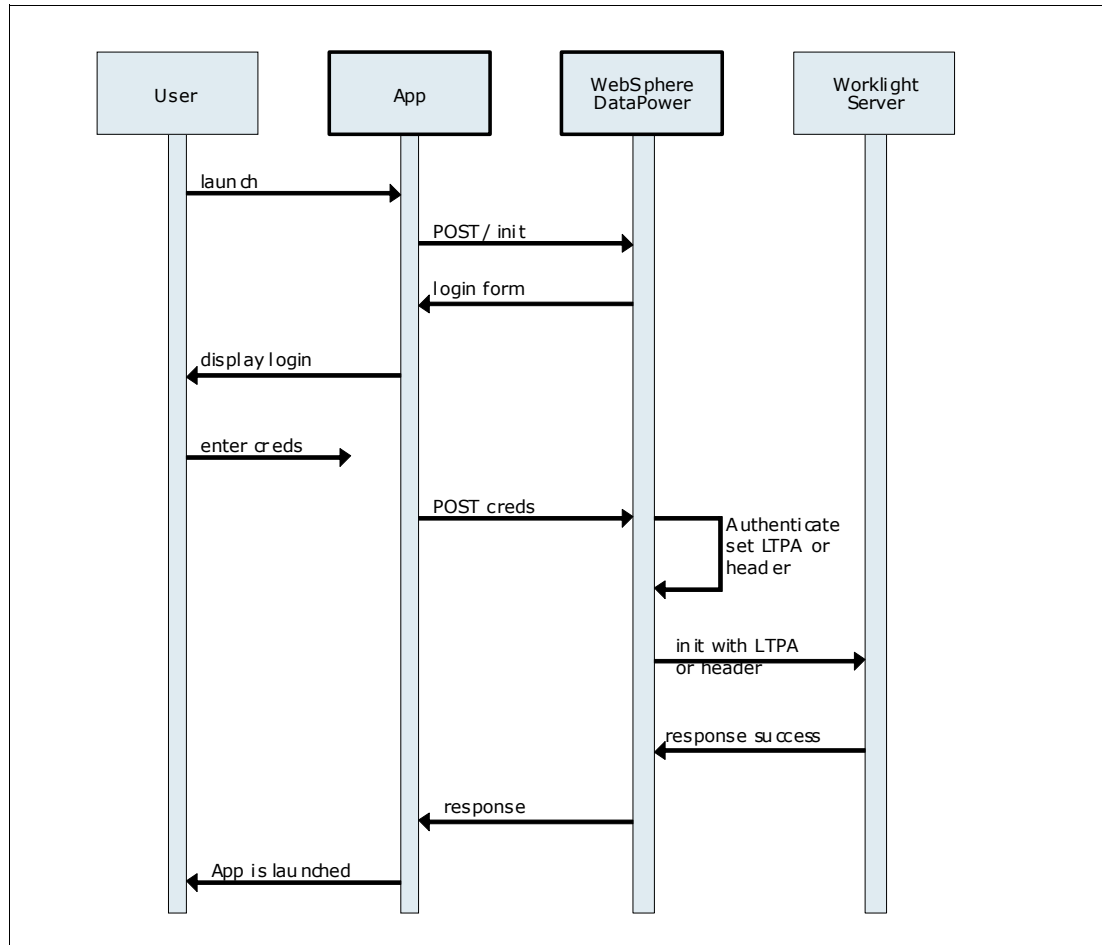 User
App
WebSphere
DataPower
Worklight
Server
launch
POST/ init
login form
display login
enter creds
POST creds
Authenticate
set LTPA or
header
init with LTPA
or header
response success
response
App is launched